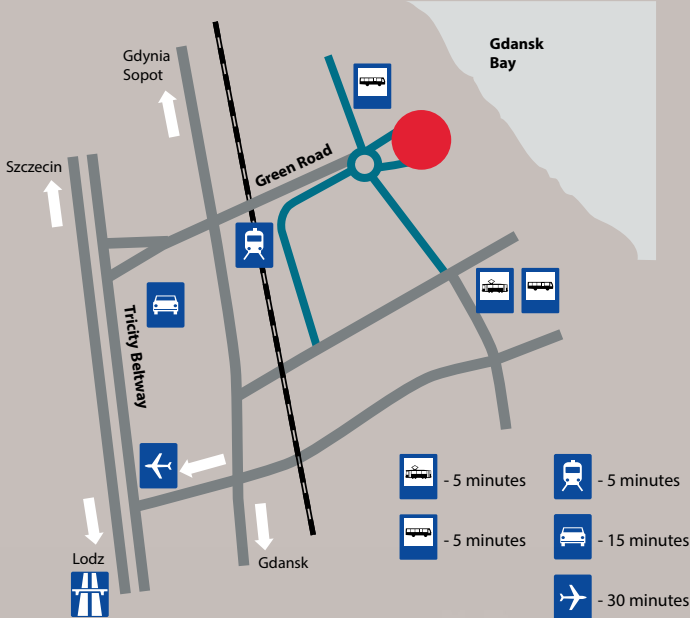 Gdansk
Bay
Gdynia
Sopot
Green Road
Szczecin
Tricity Beltway
- 5 minutes
- 5 minutes
- 5 minutes
- 15 minutes
Lodz
Gdansk
- 30 minutes